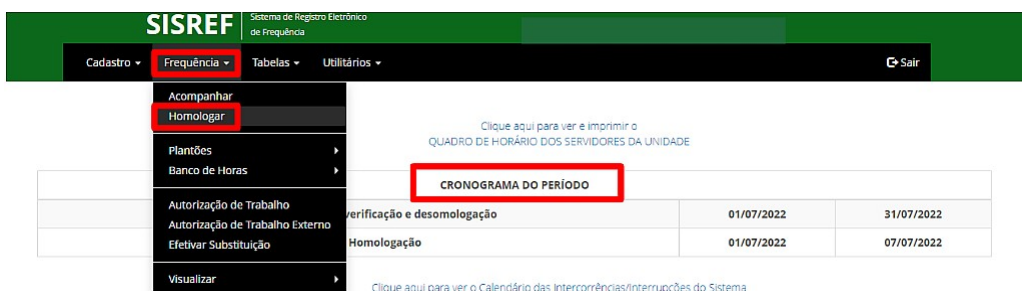 SISREF Sistema de Registro Eletrônico
de Frequência
Cadastro Frequência Tabelas Utilitários Sair
Acompanhar
Homologar
Clique aqui para ver e imprimir o
QUADRO DE HORÁRIO DOS SERVIDORES DA UNIDADE
Plantões
Banco de Horas
CRONOGRAMA DO PERÍODO
Autorização de Trabalho
verificação e desomologação 01/07/2022 31/07/2022
Autorização de Trabalho Externo
Efetivar Substituição
Homologação 01/07/2022 07/07/2022
Visualizar
Clique aqui para ver o Calendário das Intercorrências/Interrupções do Sistema